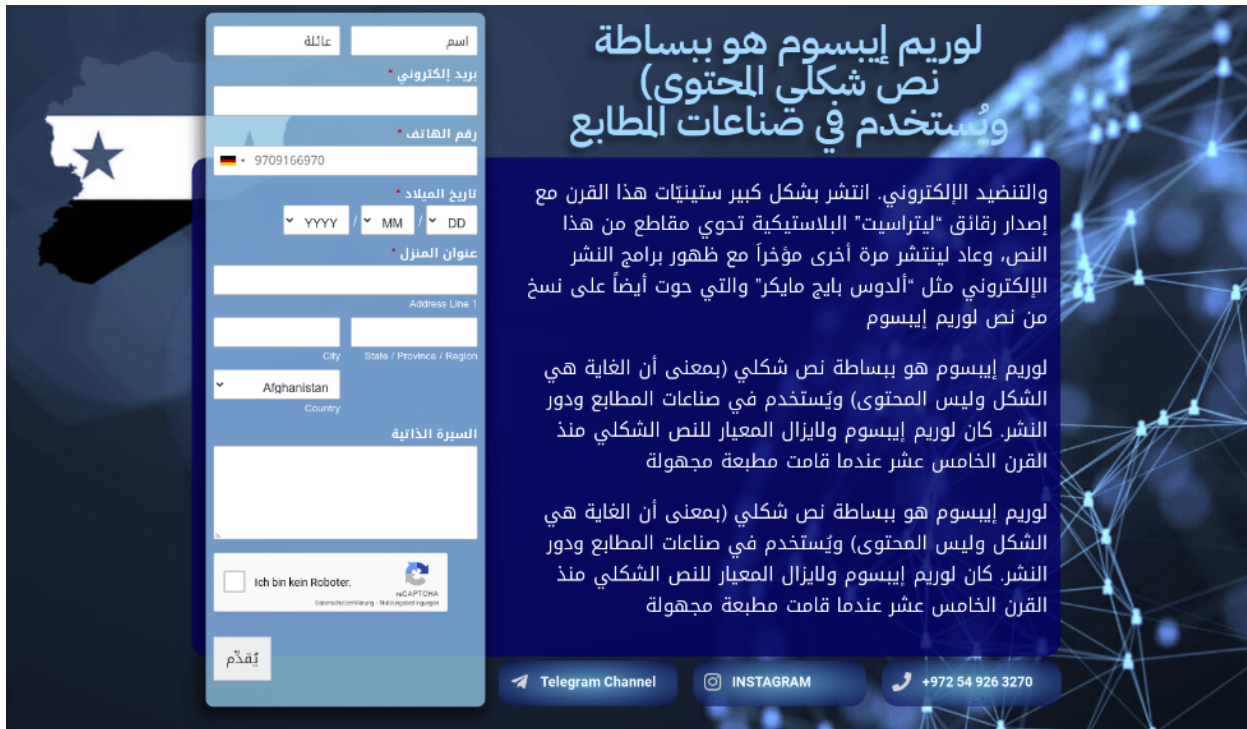 لوريم إيبسوم هو ببساطة
نص شكلي المحتوى)
ويُستخدم في صناعات المطابع
والتنضيد الإلكتروني. انتشر بشكل كبير ستينيّات هذا القرن مع
إصدار رقائق "ليتراسيت" البلاستيكية تحوي مقاطع من هذا
النص، وعاد لينتشر مرة أخرى مؤخراَ مع ظهور برامج النشر
الإلكتروني مثل "ألدوس بايج مايكر" والتي حوت أيضاً على نسخ
من نص لوريم إيبسوم
لوريم إيبسوم هو ببساطة نص شكلي (بمعنى أن الغاية هي
الشكل وليس المحتوى) ويُستخدم في صناعات المطابع ودور
النشر. كان لوريم إيبسوم ولايزال المعيار للنص الشكلي منذ
القرن الخامس عشر عندما قامت مطبعة مجهولة
لوريم إيبسوم هو ببساطة نص شكلي (بمعنى أن الغاية هي
الشكل وليس المحتوى) ويُستخدم في صناعات المطابع ودور
النشر. كان لوريم إيبسوم ولايزال المعيار للنص الشكلي منذ
القرن الخامس عشر عندما قامت مطبعة مجهولة
+972 54 926 3270
INSTAGRAM
Telegram Channel
اسم
عائلة
بريد إلكتروني *
رقم الهاتف *
9709166970
تاريخ الميلاد *
DD / MM / YYYY
عنوان المنزل *
Address Line 1
State / Province / Region
City
Afghanistan
Country
السيرة الذاتية
Ich bin kein Roboter.
reCAPTCHA
Datenschutzerklärung - Nutzungsbedingungen
يُقدِّم